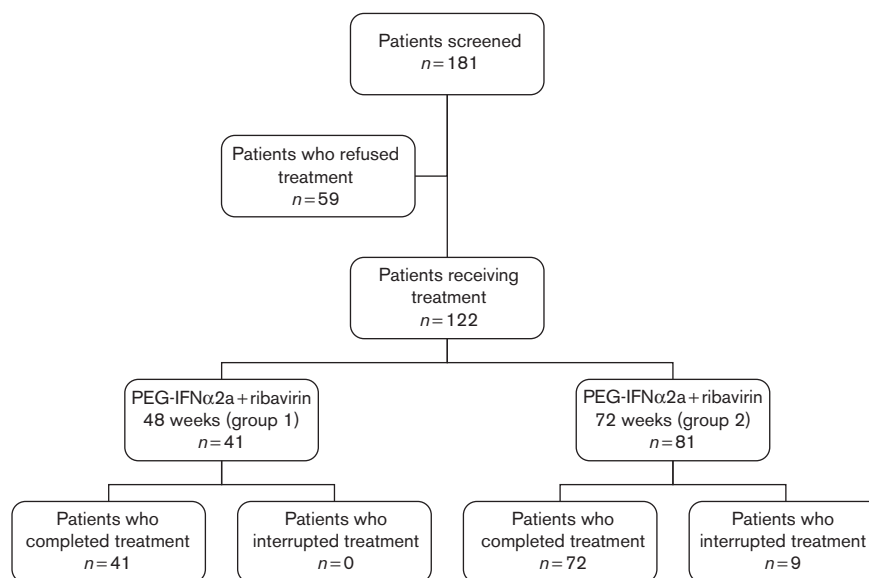 Patients screened
n=181
Patients who refused
treatment
n=59
Patients receiving
treatment
n=122
PEG-IFNα2a+ribavirin
48 weeks (group 1)
n=41
PEG-IFNα2a+ribavirin
72 weeks (group 2)
n=81
Patients who
completed treatment
n=41
Patients who
interrupted treatment
n=0
Patients who
completed treatment
n=72
Patients who
interrupted treatment
n=9